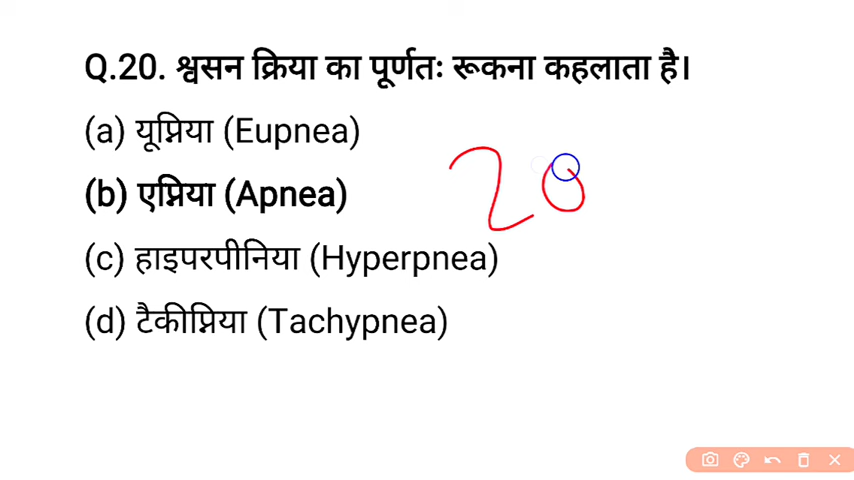 Q.20. श्वसन क्रिया का पूर्णतः रूकना कहलाता है।
(a) यूप्निया (Eupnea)
20
(b) एप्निया (Apnea)
(c) हाइपरपीनिया (Hyperpnea)
(d) टैकीप्निया (Tachypnea)